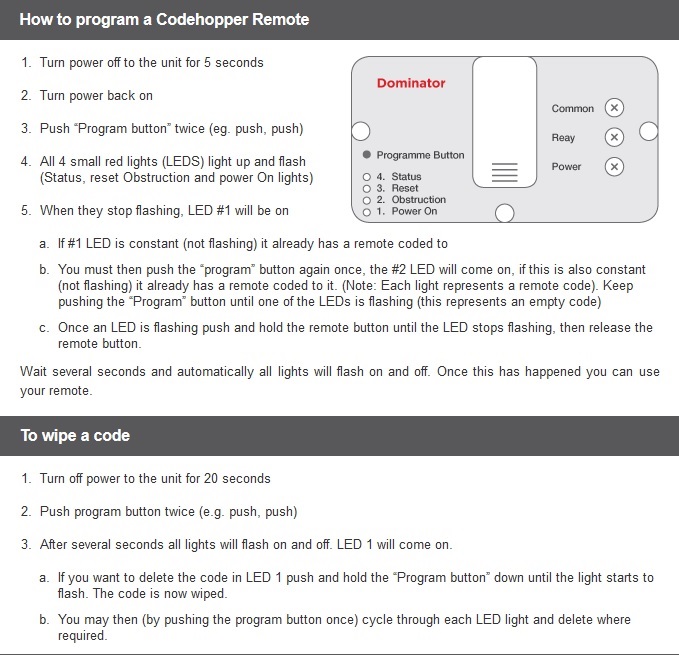 How to program a Codehopper Remote
1. Turn power off to the unit for 5 seconds
2. Turn power back on
3. Push “Program button” twice (eg. push, push)
4. All 4 small red lights (LEDS) light up and flash
(Status, reset Obstruction and power On lights)
5. When they stop flashing, LED #1 will be on
Dominator
Programme Button
4. Status
3. Reset
2. Obstruction
1. Power On
Common
Reay
Power
a. If #1 LED is constant (not flashing) it already has a remote coded to
b. You must then push the “program” button again once, the #2 LED will come on, if this is also constant
(not flashing) it already has a remote coded to it. (Note: Each light represents a remote code). Keep
pushing the “Program” button until one of the LEDs is flashing (this represents an empty code)
c. Once an LED is flashing push and hold the remote button until the LED stops flashing, then release the
remote button.
Wait several seconds and automatically all lights will flash on and off. Once this has happened you can use
your remote.
To wipe a code
1. Turn off power to the unit for 20 seconds
2. Push program button twice (e.g. push, push)
3. After several seconds all lights will flash on and off. LED 1 will come on.
a. If you want to delete the code in LED 1 push and hold the “Program button” down until the light starts to
flash. The code is now wiped.
b. You may then (by pushing the program button once) cycle through each LED light and delete where
required.